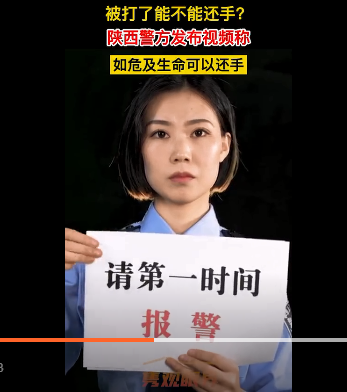 被打了能不能还手？
陕西警方发布视频称
如危及生命可以还手
请第一时间
报警